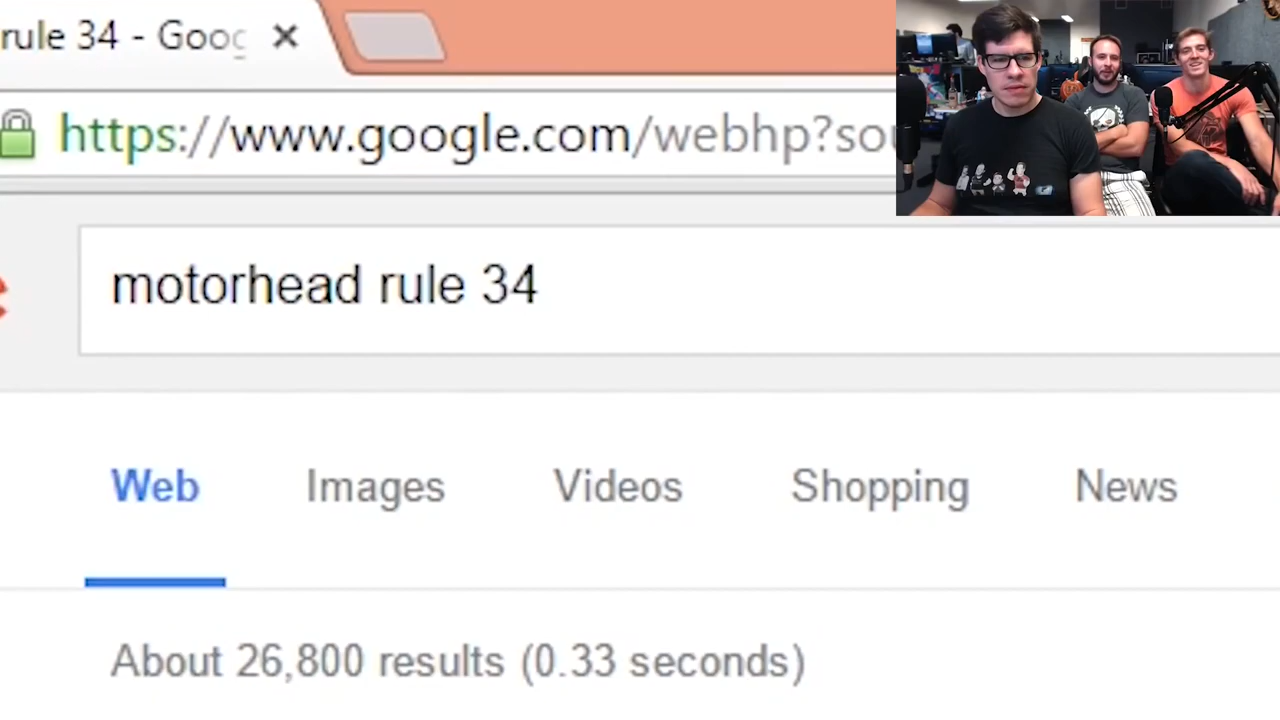 rule 34 - Goog
https://www.google.com/webhp?sou
motorhead rule 34
Web Images Videos Shopping News
About 26,800 results (0.33 seconds)